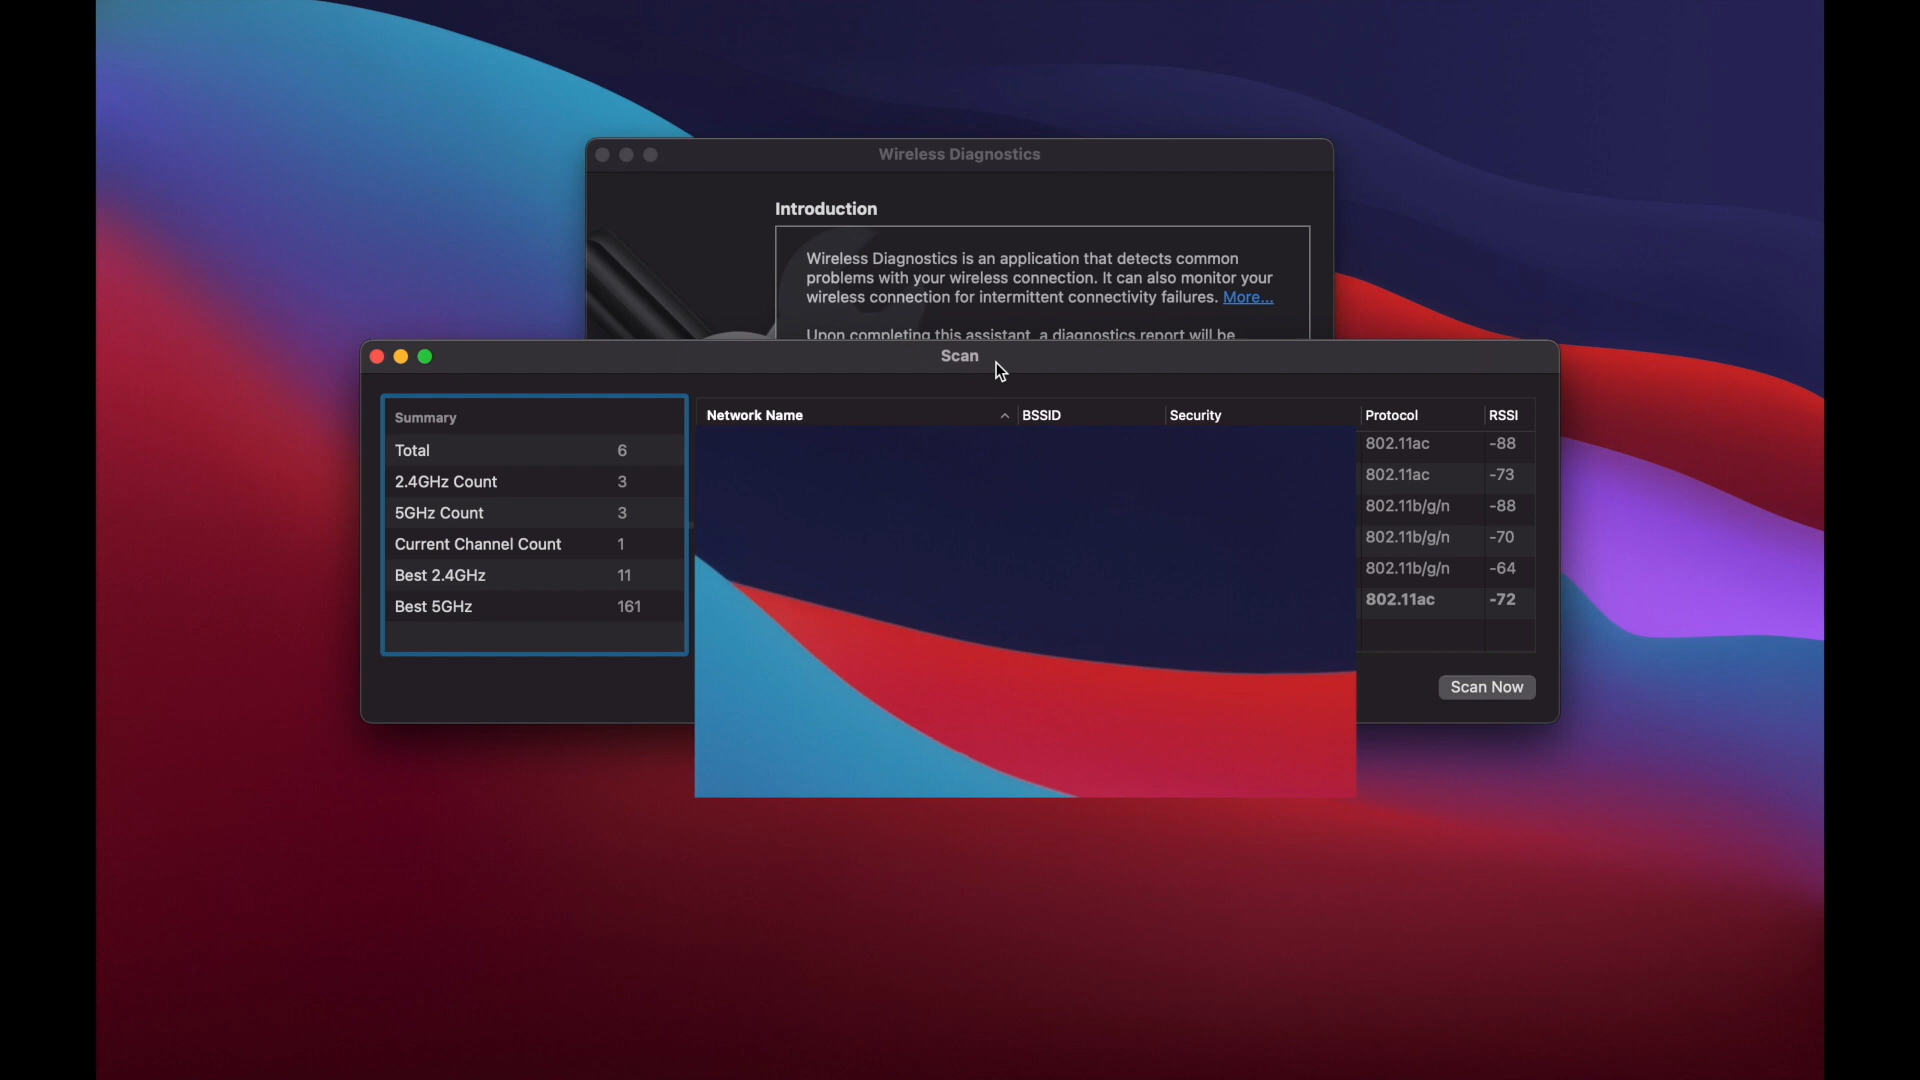 Wireless Diagnostics
Introduction
Wireless Diagnostics is an application that detects common
problems with your wireless connection. It can also monitor your
wireless connection for intermittent connectivity failures. More...
Upon completing this assistant, a diagnostics report will be
Scan
Summary
Total 6
2.4GHz Count 3
5GHz Count 3
Current Channel Count 1
Best 2.4GHz 11
Best 5GHz 161
Network Name BSSID Security Protocol RSSI
802.11ac -88
802.11ac -73
802.11b/g/n -88
802.11b/g/n -70
802.11b/g/n -64
802.11ac -72
Scan Now